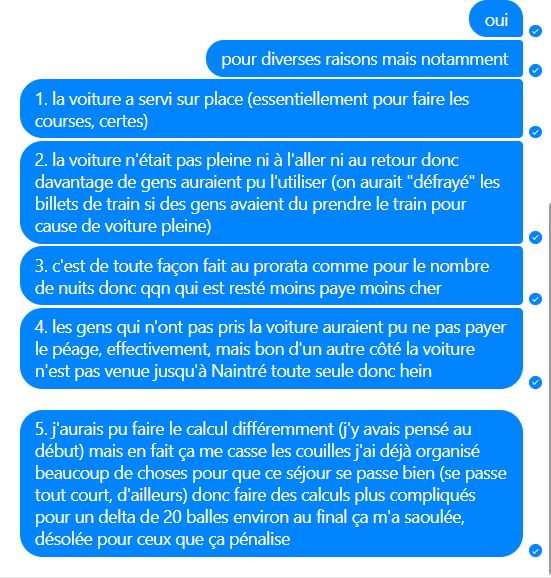 oui
pour diverses raisons mais notamment
1. la voiture a servi sur place (essentiellement pour faire les
courses, certes)
2. la voiture n'était pas pleine ni à l'aller ni au retour donc
davantage de gens auraient pu l'utiliser (on aurait "défrayé" les
billets de train si des gens avaient du prendre le train pour
cause de voiture pleine)
3. c'est de toute façon fait au prorata comme pour le nombre
de nuits donc qqn qui est resté moins paye moins cher
4. les gens qui n'ont pas pris la voiture auraient pu ne pas payer
le péage, effectivement, mais bon d'un autre côté la voiture
n'est pas venue jusqu'à Naintré toute seule donc hein
5. j'aurais pu faire le calcul différemment (j'y avais pensé au
début) mais en fait ça me casse les couilles j'ai déjà organisé
beaucoup de choses pour que ce séjour se passe bien (se passe
tout court, d'ailleurs) donc faire des calculs plus compliqués
pour un delta de 20 balles environ au final ça m'a saoulée,
désolée pour ceux que ça pénalise